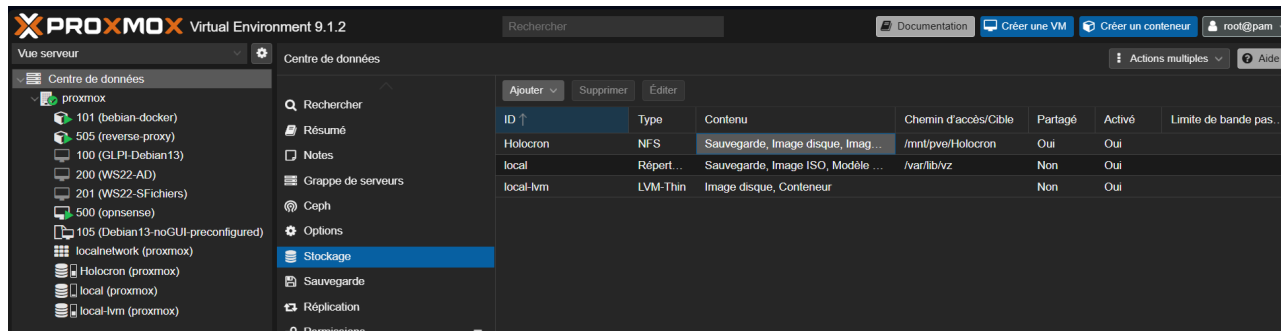 PROXMOX Virtual Environment 9.1.2
Rechercher
Documentation
Créer une VM
Créer un conteneur
root@pam
Vue serveur
Centre de données
proxmox
101 (bebian-docker)
505 (reverse-proxy)
100 (GLPI-Debian13)
200 (WS22-AD)
201 (WS22-SFichiers)
500 (opnsense)
105 (Debian13-noGUI-preconfigured)
localnetwork (proxmox)
Holocron (proxmox)
local (proxmox)
local-lvm (proxmox)
Centre de données
Actions multiples
Aide
Rechercher
Résumé
Notes
Grappe de serveurs
Ceph
Options
Stockage
Sauvegarde
Réplication
Permissions
Ajouter Supprimer Éditer
ID ↑ Type Contenu Chemin d'accès/Cible Partagé Activé Limite de bande pas...
Holocron NFS Sauvegarde, Image disque, Imag... /mnt/pve/Holocron Oui Oui
local Répert... Sauvegarde, Image ISO, Modèle ... /var/lib/vz Non Oui
local-lvm LVM-Thin Image disque, Conteneur Non Oui